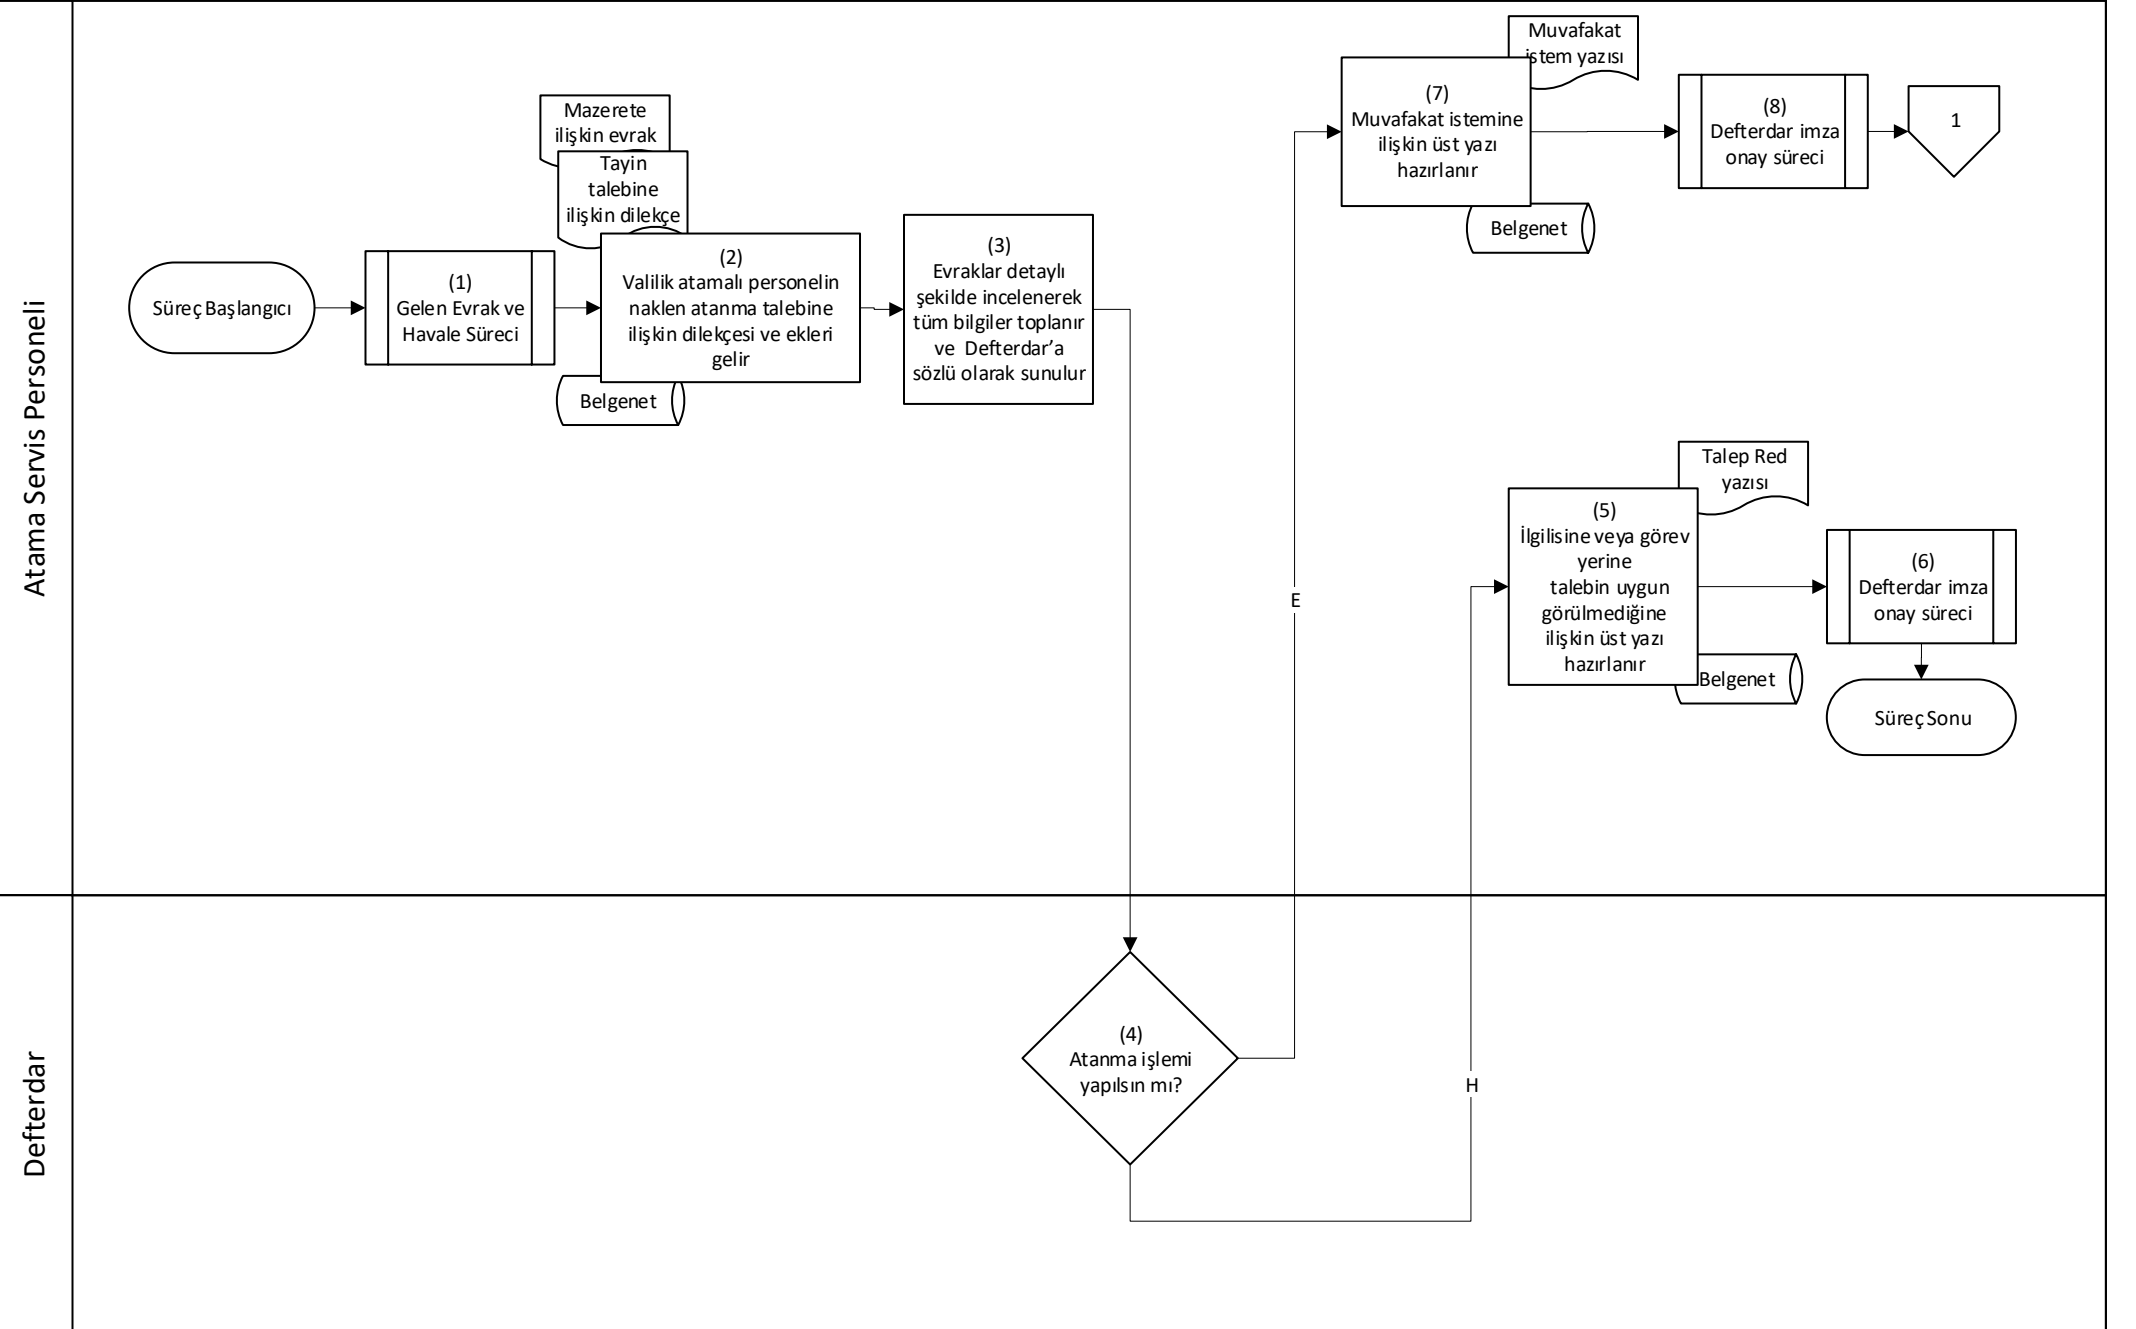 Atama Servis Personeli
Süreç Başlangıcı
(1)
Gelen Evrak ve
Havale Süreci
Mazerete
ilişkin evrak
Tayin
talebine
ilişkin dilekçe
(2)
Valilik atamalı personelin
naklen atanma talebine
ilişkin dilekçesi ve ekleri
gelir
Belgenet
(3)
Evraklar detaylı
şekilde incelenerek
tüm bilgiler toplanır
ve Defterdar’a
sözlü olarak sunulur
Muvafakat
istem yazısı
(7)
Muvafakat istemine
ilişkin üst yazı
hazırlanır
Belgenet
(8)
Defterdar imza
onay süreci
1
E
Talep Red
yazısı
(5)
İlgilisine veya görev
yerine
talebin uygun
görülmediğine
ilişkin üst yazı
hazırlanır
Belgenet
(6)
Defterdar imza
onay süreci
Süreç Sonu
Defterdar
(4)
Atanma işlemi
yapılsın mı?
H